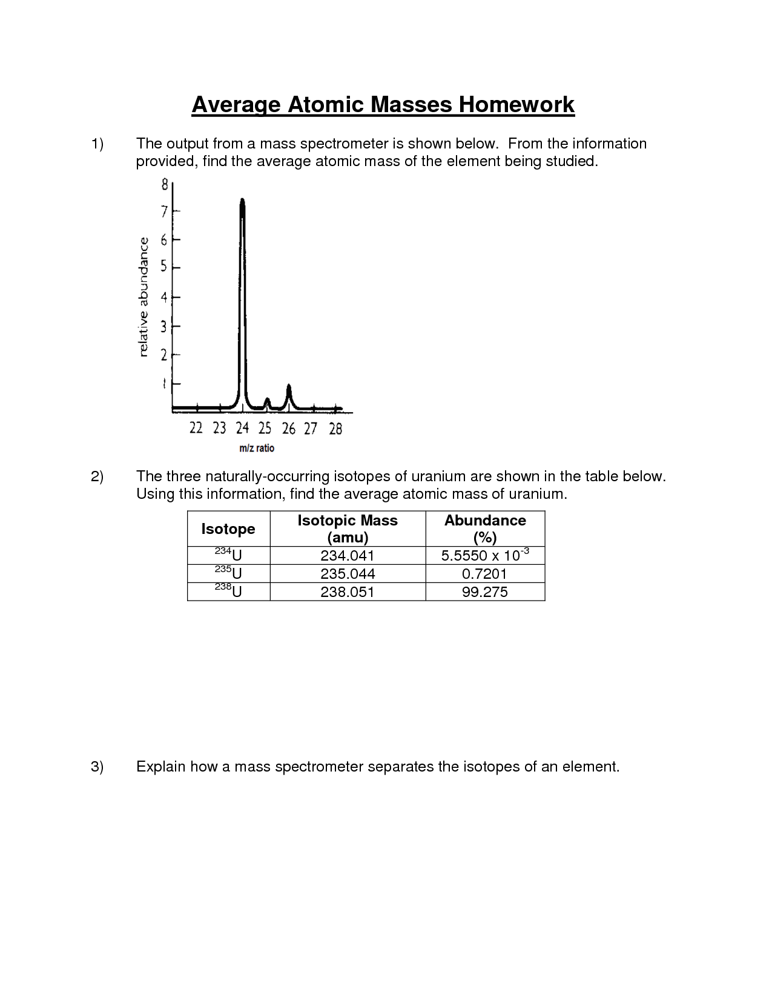 Average Atomic Masses Homework
1) The output from a mass spectrometer is shown below. From the information
provided, find the average atomic mass of the element being studied.
8
7
6
5
4
3
2
1
relative abundance
22 23 24 25 26 27 28
m/z ratio
2) The three naturally-occurring isotopes of uranium are shown in the table below.
Using this information, find the average atomic mass of uranium.
Isotope Isotopic Mass (amu) Abundance (%)
²³⁴U 234.041 5.5550 x 10⁻³
²³⁵U 235.044 0.7201
²³⁸U 238.051 99.275
3) Explain how a mass spectrometer separates the isotopes of an element.